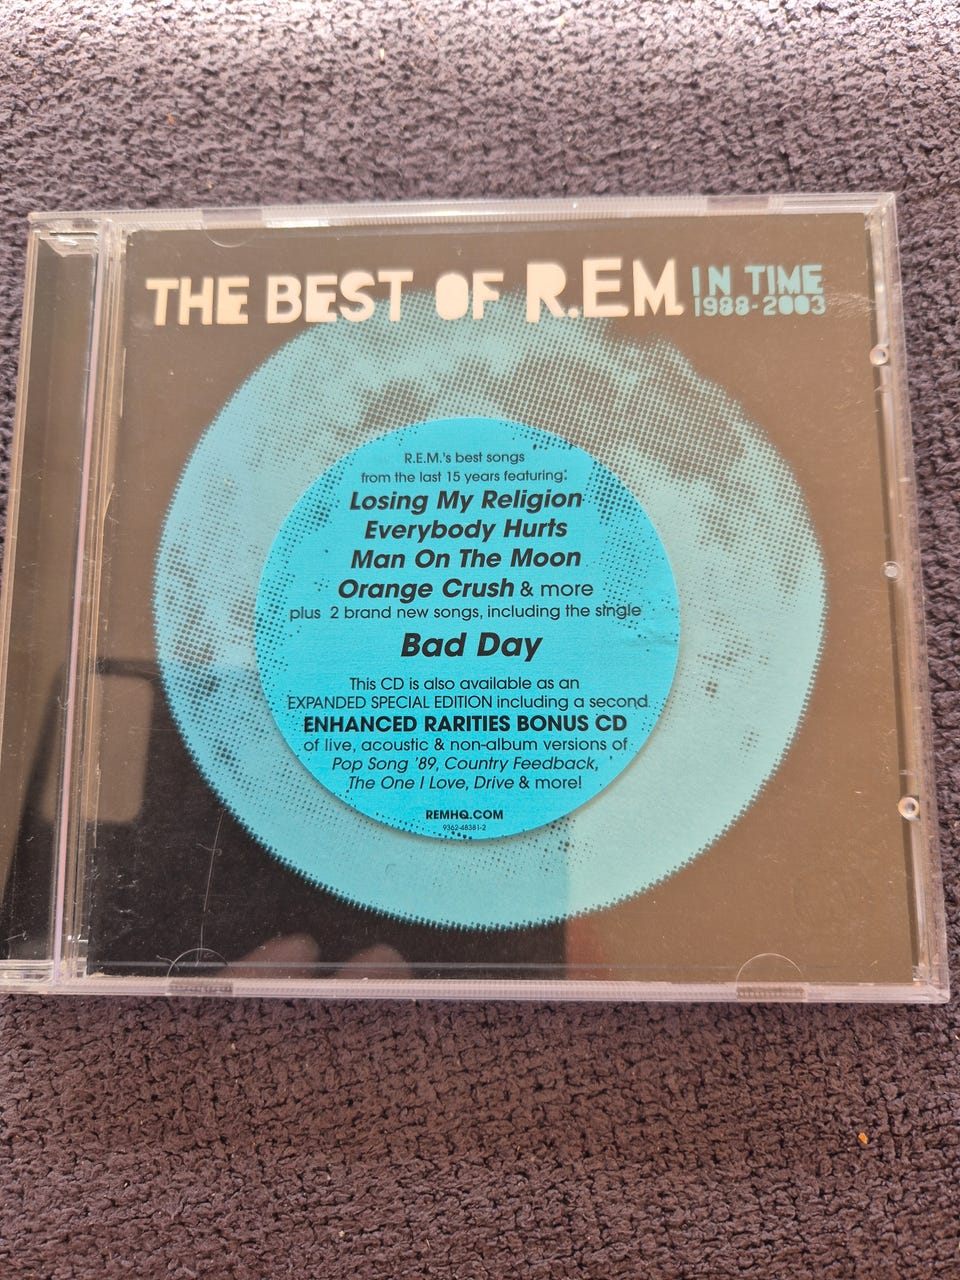 THE BEST OF R.E.M. IN TIME
1988-2003
R.E.M.'s best songs
from the last 15 years featuring:
Losing My Religion
Everybody Hurts
Man On The Moon
Orange Crush & more
plus 2 brand new songs, including the single
Bad Day
This CD is also available as an
EXPANDED SPECIAL EDITION including a second
ENHANCED RARITIES BONUS CD
of live, acoustic & non-album versions of
Pop Song '89, Country Feedback,
The One I Love, Drive & more!
REMHQ.COM
9362-48381-2